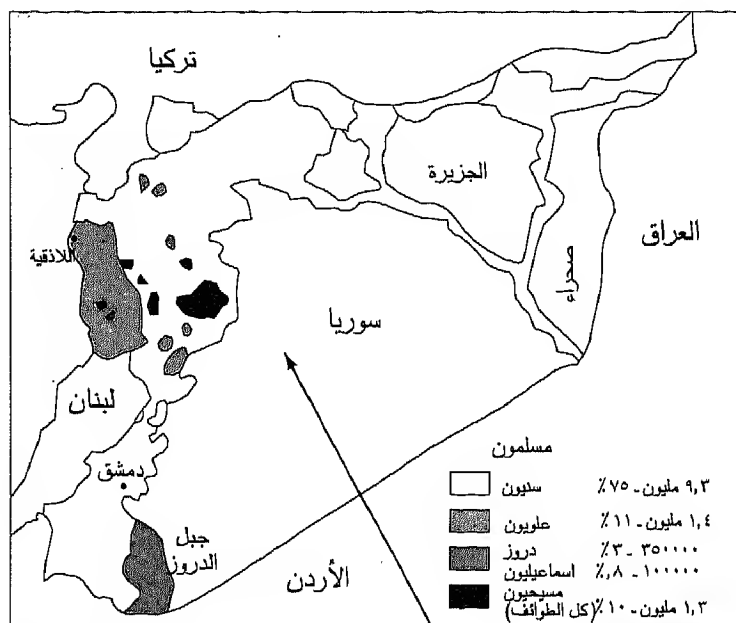 تركيا
الجزيرة
العراق
اللاذقية
صحراء
سوريا
لبنان
دمشق
جبل
الدروز
الأردن
مسلمون
سنيون ٩,٣ مليون - ٧٥٪
علويون ١,٤ مليون - ١١٪
دروز ٣٥٠٠٠٠ - ٣٪
اسماعيليون ١٠٠٠٠٠ - ٨,٪
مسيحيون
(كل الطوائف) ١,٣ مليون - ١٠٪